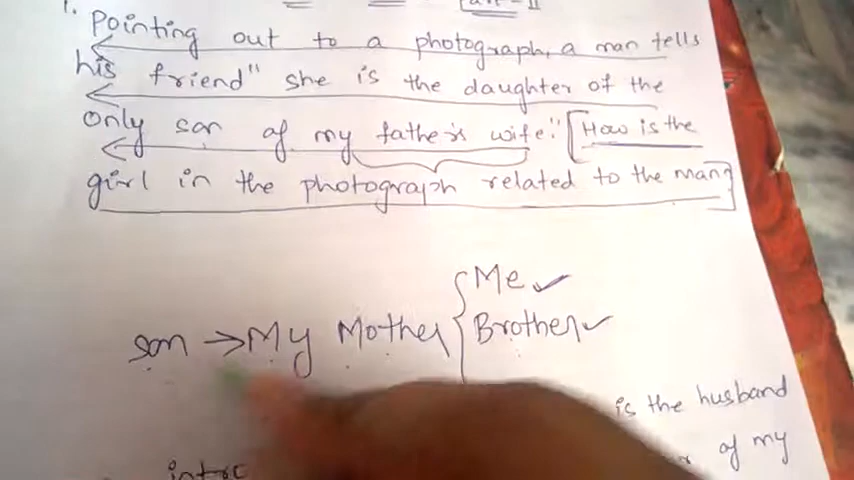 1. Pointing out to a photograph, a man tells
his friend" she is the daughter of the
only son of my father's wife." [How is the
girl in the photograph related to the man]
Me ✓
son → My Mother { Brother ✓
is the husband
of my
intro